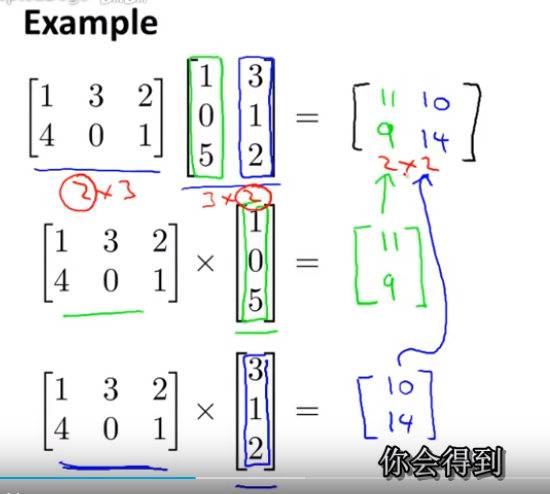 Example
[1 3 2; 4 0 1] [1 3; 0 1; 5 2] = [11 10; 9 14]
2×3 3×2 2×2
[1 3 2; 4 0 1] × [1; 0; 5] = [11; 9]
[1 3 2; 4 0 1] × [3; 1; 2] = [10; 14]
你会得到